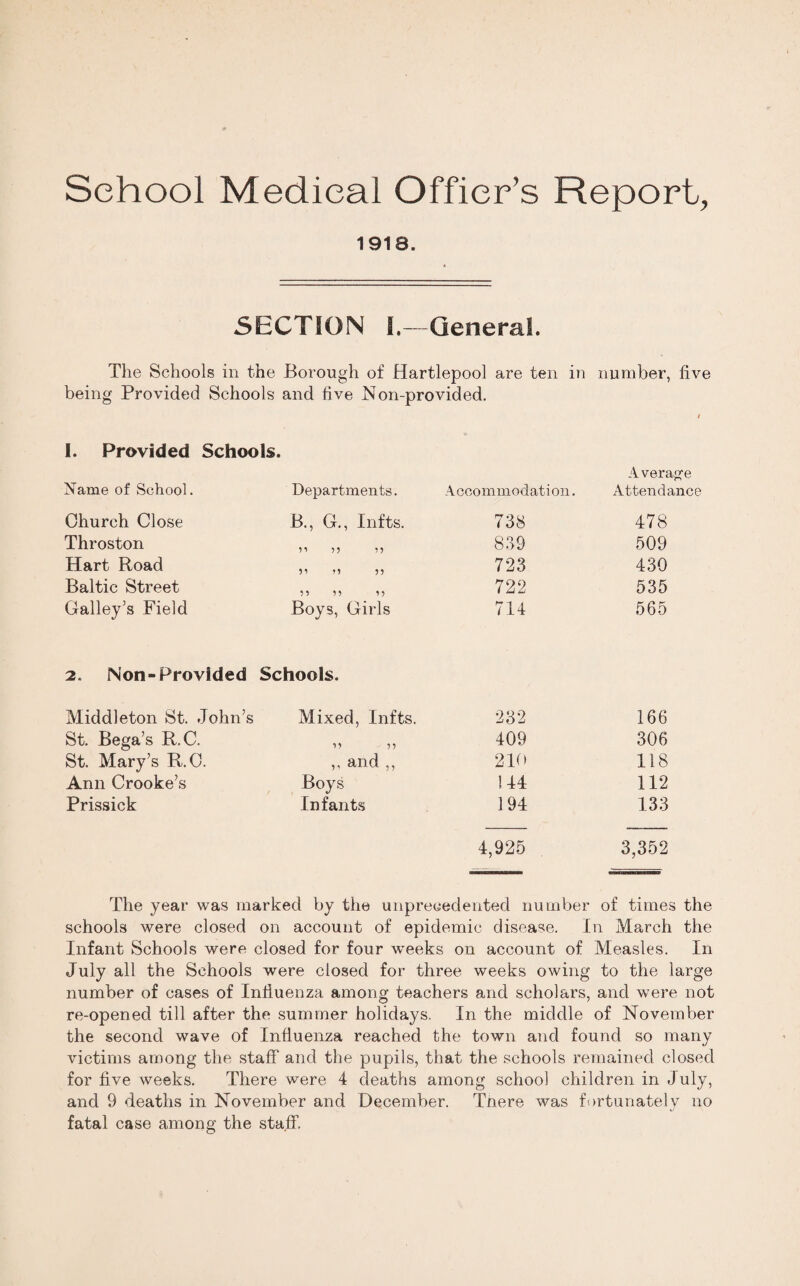 School Medical Officr's Report,
1918.
SECTION I.—General.
The Schools in the Borough of Hartlepool are ten in number, five
being Provided Schools and five Non-provided.
1. Provided Schools.
Name of School. Departments. Accommodation. Average Attendance
Church Close B., G., Infts. 738 478
Throston ,, ,, ,, 839 509
Hart Road ,, ,, ,, 723 430
Baltic Street ,, ,, ,, 722 535
Galley's Field Boys, Girls 714 565
2. Non-Provided Schools.
Middleton St. John's Mixed, Infts. 232 166
St. Bega's R.C. ,, ,, 409 306
St. Mary's R.C. ,, and ,, 210 118
Ann Crooke's Boys 144 112
Prissick Infants 194 133
4,925 3,352
The year was marked by the unprecedented number of times the
schools were closed on account of epidemic disease. In March the
Infant Schools were closed for four weeks on account of Measles. In
July all the Schools were closed for three weeks owing to the large
number of cases of Influenza among teachers and scholars, and were not
re-opened till after the summer holidays. In the middle of November
the second wave of Influenza reached the town and found so many
victims among the staff and the pupils, that the schools remained closed
for five weeks. There were 4 deaths among school children in July,
and 9 deaths in November and December. There was fortunately no
fatal case among the staff.